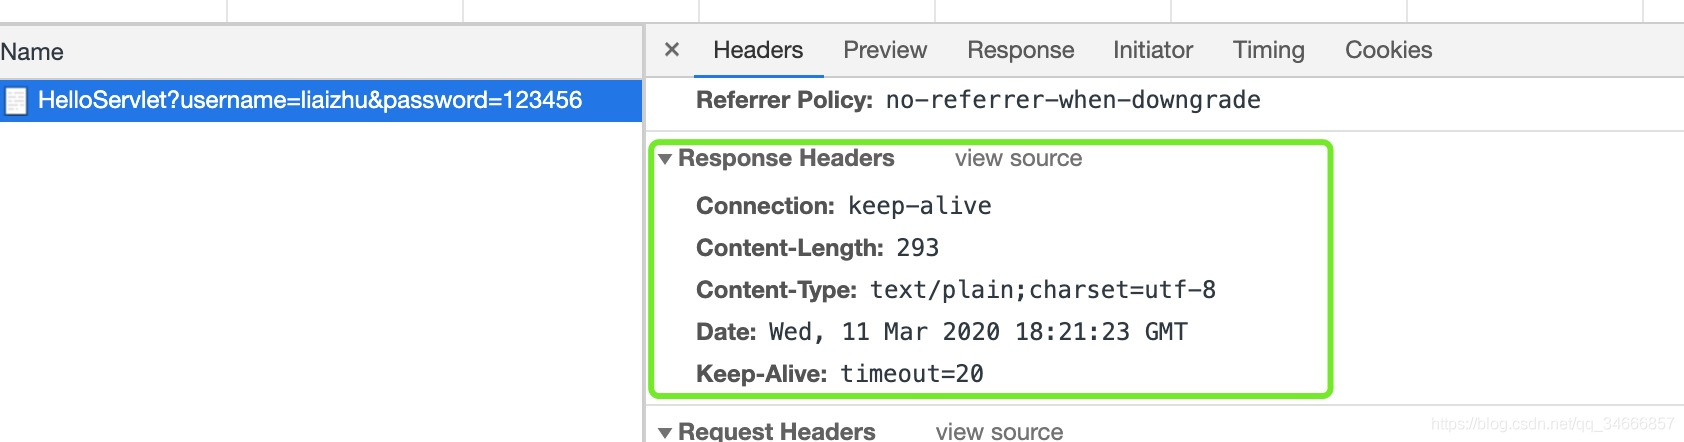 Name
HelloServlet?username=liaizhu&password=123456
× Headers Preview Response Initiator Timing Cookies
Referrer Policy: no-referrer-when-downgrade
▼ Response Headers view source
Connection: keep-alive
Content-Length: 293
Content-Type: text/plain;charset=utf-8
Date: Wed, 11 Mar 2020 18:21:23 GMT
Keep-Alive: timeout=20
▼ Request Headers view source
https://blog.csdn.net/qq_34666857